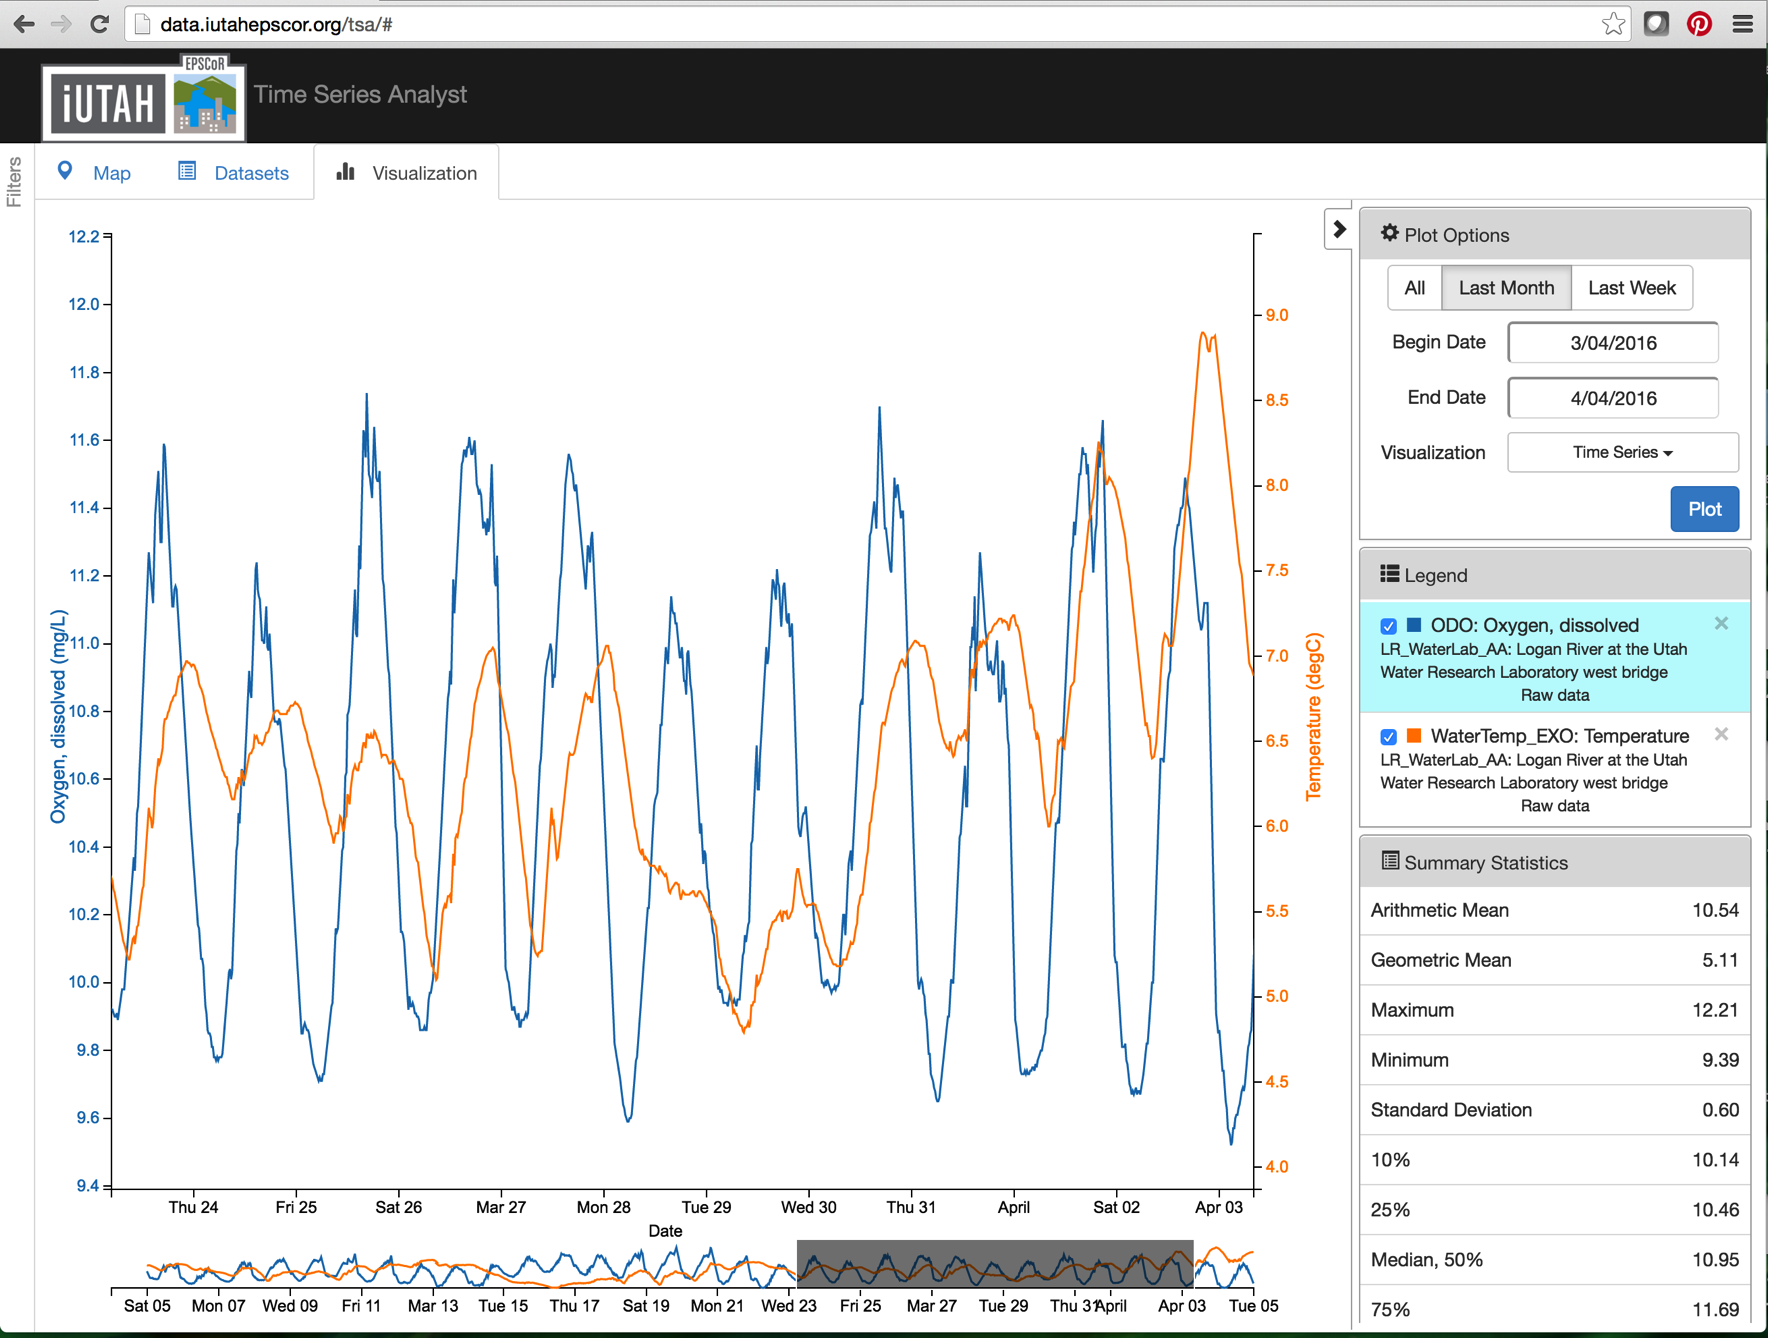 data.iutahepscor.org/tsa/#
EPSCoR
iUTAH
Time Series Analyst
Filters
Map
Datasets
Visualization
12.2
12.0
11.8
11.6
11.4
11.2
11.0
10.8
10.6
10.4
10.2
10.0
9.8
9.6
9.4
Oxygen, dissolved (mg/L)
9.0
8.5
8.0
7.5
7.0
6.5
6.0
5.5
5.0
4.5
4.0
Temperature (degC)
Thu 24 Fri 25 Sat 26 Mar 27 Mon 28 Tue 29 Wed 30 Thu 31 April Sat 02 Apr 03
Date
Sat 05 Mon 07 Wed 09 Fri 11 Mar 13 Tue 15 Thu 17 Sat 19 Mon 21 Wed 23 Fri 25 Mar 27 Tue 29 Thu 31 April Apr 03 Tue 05
Plot Options
All Last Month Last Week
Begin Date 3/04/2016
End Date 4/04/2016
Visualization Time Series
Plot
Legend
ODO: Oxygen, dissolved
LR_WaterLab_AA: Logan River at the Utah
Water Research Laboratory west bridge
Raw data
WaterTemp_EXO: Temperature
LR_WaterLab_AA: Logan River at the Utah
Water Research Laboratory west bridge
Raw data
Summary Statistics
Arithmetic Mean 10.54
Geometric Mean 5.11
Maximum 12.21
Minimum 9.39
Standard Deviation 0.60
10% 10.14
25% 10.46
Median, 50% 10.95
75% 11.69